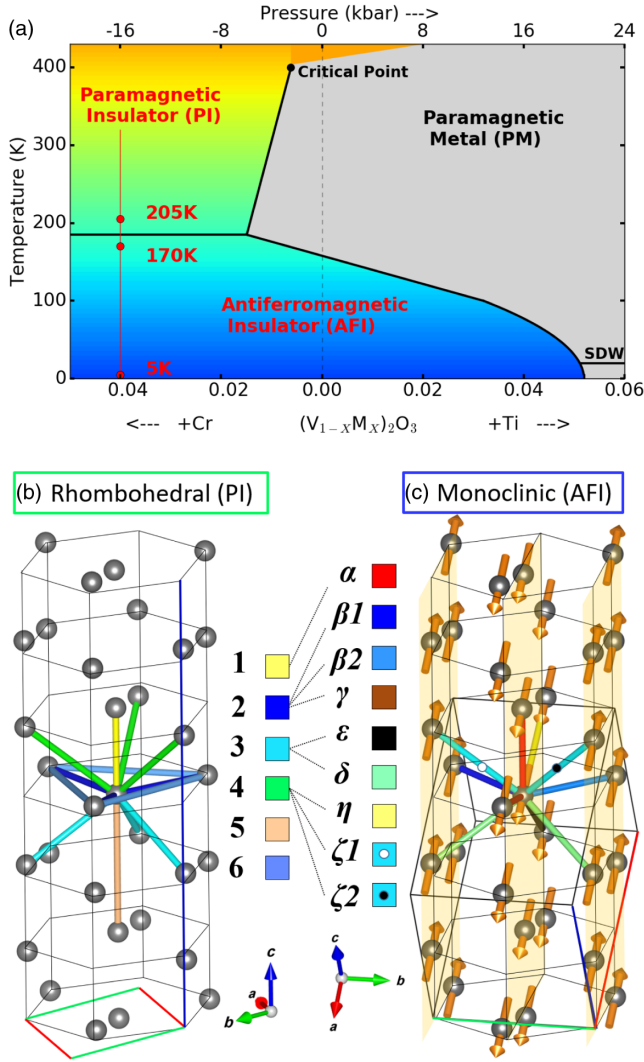 Pressure (kbar) --->
(a)
-16 -8 0 8 16 24
400
300
200
100
0
Temperature (K)
Paramagnetic
Insulator (PI)
Critical Point
Paramagnetic
Metal (PM)
205K
170K
Antiferromagnetic
Insulator (AFI)
5K
SDW
0.04 0.02 0.00 0.02 0.04 0.06
<--- +Cr (V₁₋ₓMₓ)₂O₃ +Ti --->
(b) Rhombohedral (PI)
(c) Monoclinic (AFI)
1
2
3
4
5
6
α
β1
β2
γ
ε
δ
η
ζ1
ζ2
c
a
b
c
b
a